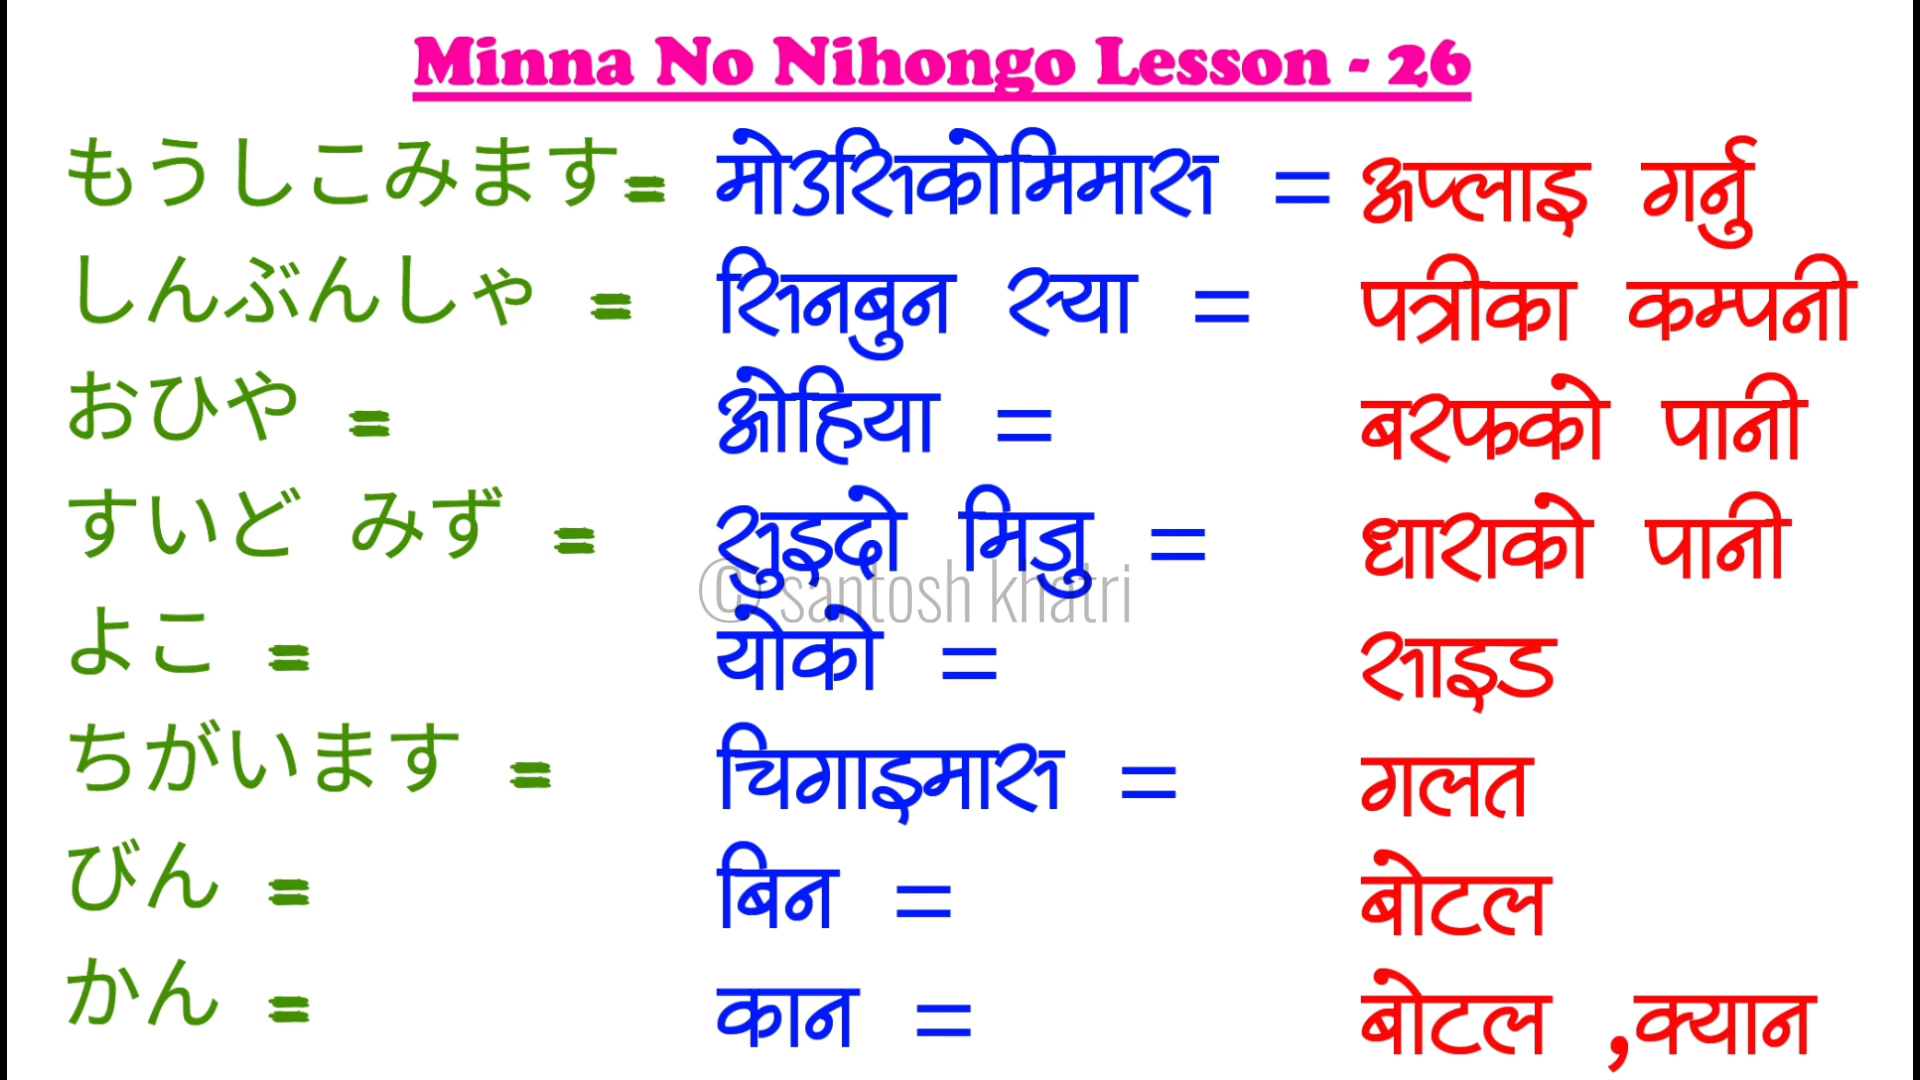 Minna No Nihongo Lesson - 26
もうしこみます= मोउसिकोमिमास = अप्लाइ गर्नु
しんぶんしゃ = सिनबुन स्या = पत्रीका कम्पनी
おひや = ओहिया = बरफको पानी
すいど みず = सुइदो मिजु = धाराको पानी
© santosh khatri
よこ = योको = साइड
ちがいます = चिगाइमास = गलत
びん = बिन = बोटल
かん = कान = बोटल ,क्यान